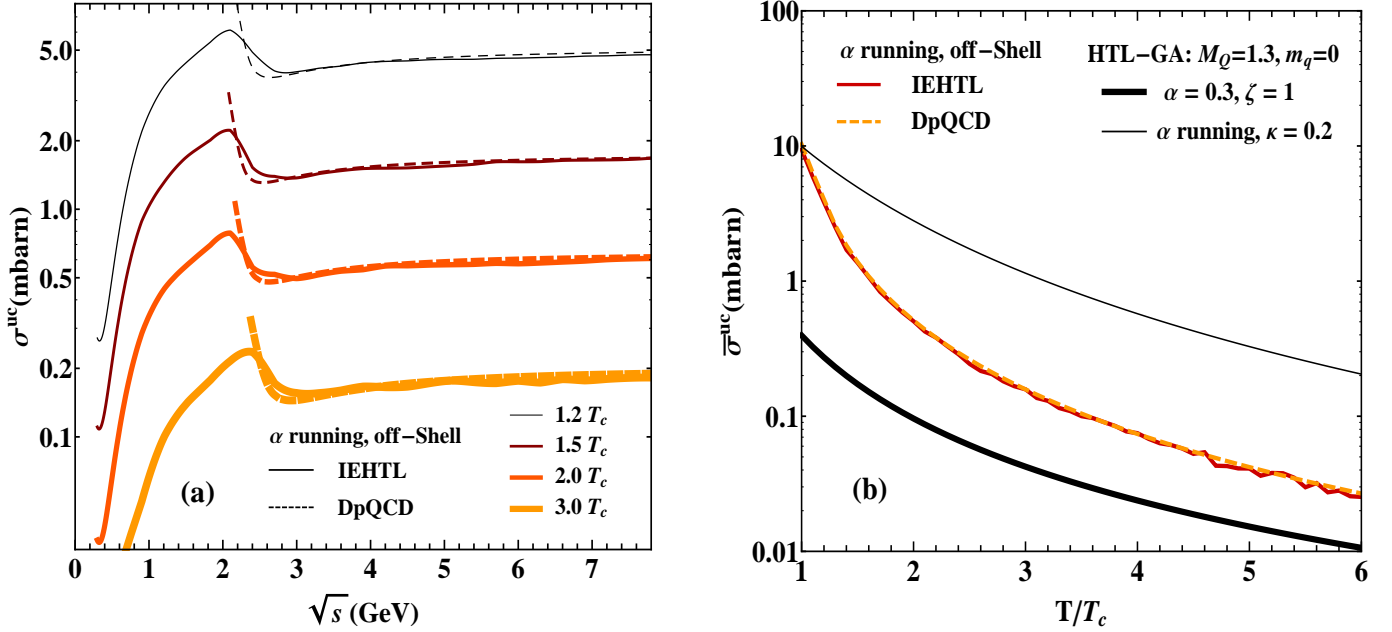 5.0
2.0
1.0
0.5
0.2
0.1
σ^uc(mbarn)
α running, off-Shell
IEHTL
DpQCD
(a)
1.2 T_c
1.5 T_c
2.0 T_c
3.0 T_c
0 1 2 3 4 5 6 7
√s (GeV)
100
10
1
0.1
0.01
σ̅^uc(mbarn)
α running, off-Shell
IEHTL
DpQCD
HTL-GA: M_Q=1.3, m_q=0
α = 0.3, ζ = 1
α running, κ = 0.2
(b)
1 2 3 4 5 6
T/T_c